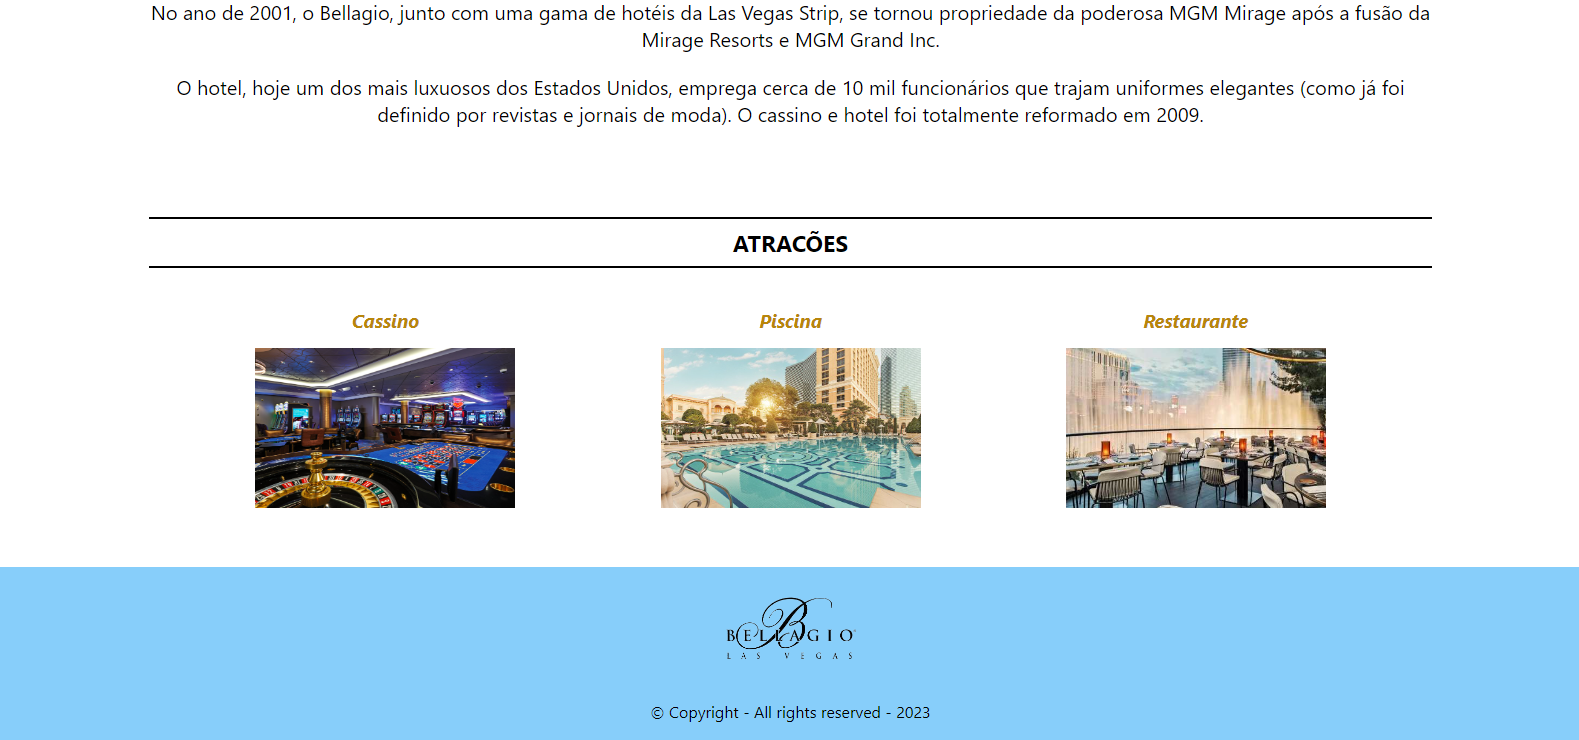 No ano de 2001, o Bellagio, junto com uma gama de hotéis da Las Vegas Strip, se tornou propriedade da poderosa MGM Mirage após a fusão da
Mirage Resorts e MGM Grand Inc.
O hotel, hoje um dos mais luxuosos dos Estados Unidos, emprega cerca de 10 mil funcionários que trajam uniformes elegantes (como já foi
definido por revistas e jornais de moda). O cassino e hotel foi totalmente reformado em 2009.
ATRACÕES
Cassino Piscina Restaurante
B
BELLAGIO
LAS VEGAS
© Copyright - All rights reserved - 2023